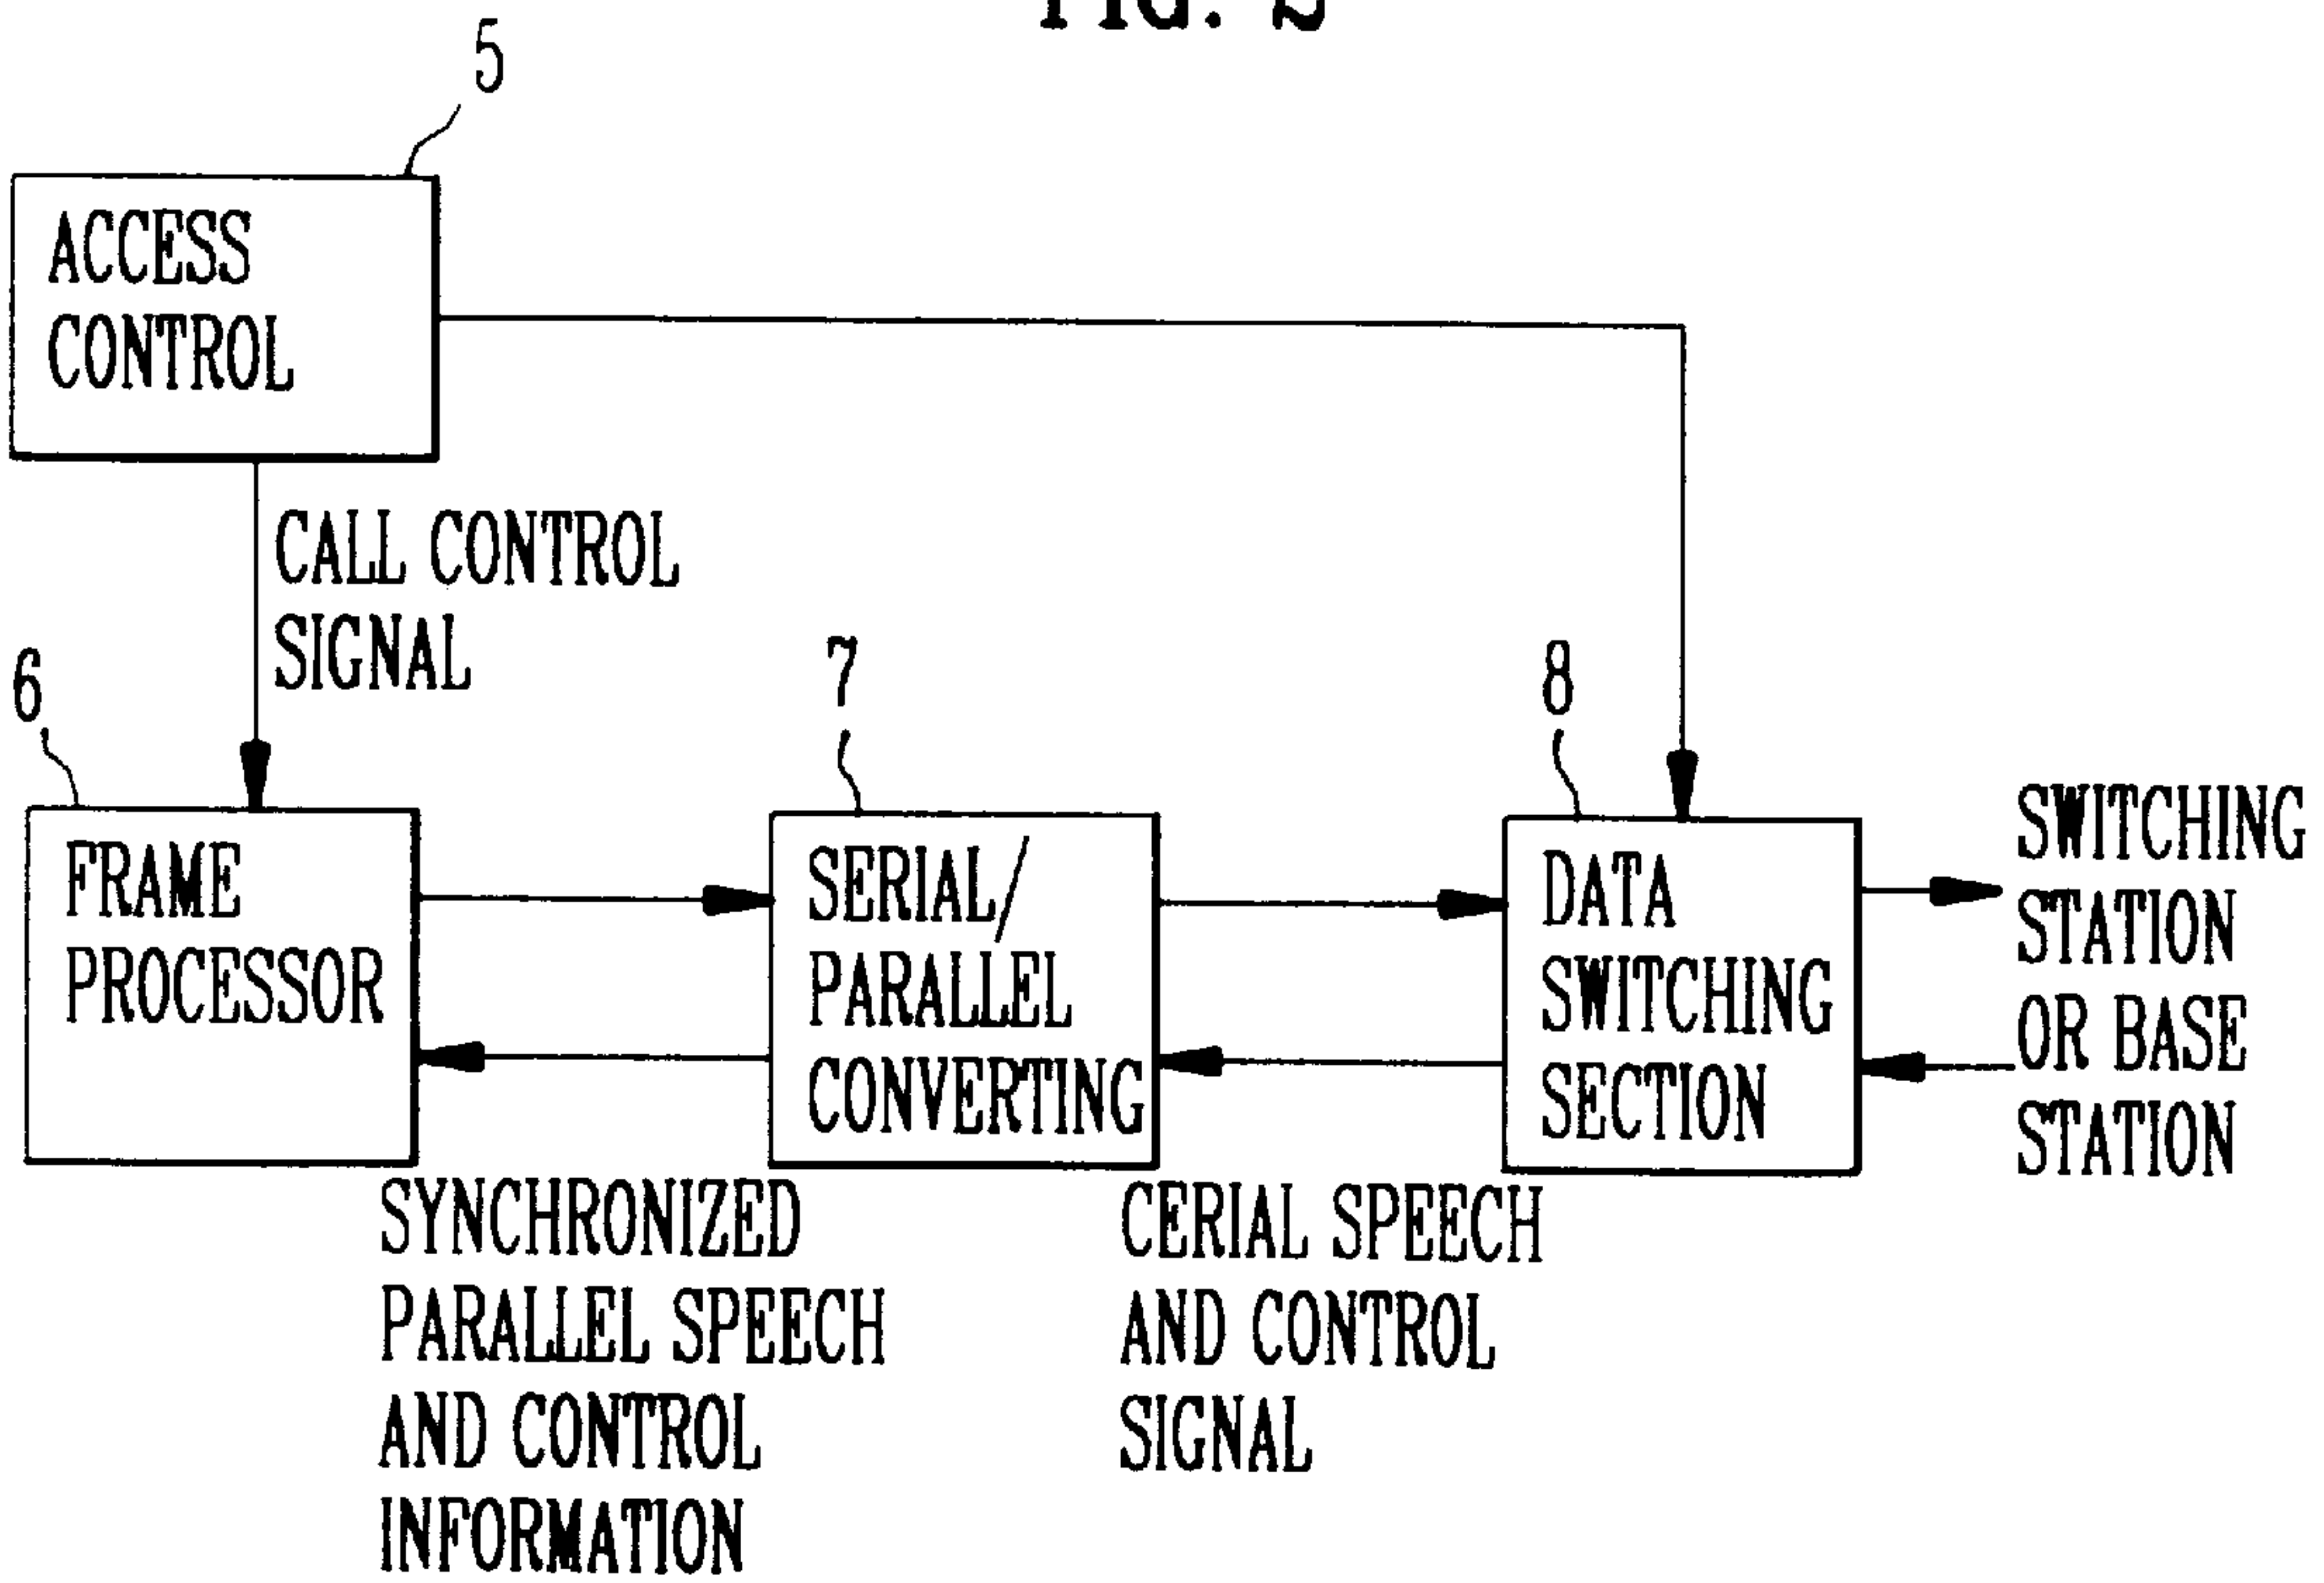 FIG.
5
ACCESS
CONTROL
CALL CONTROL
SIGNAL
6
7
8
FRAME
PROCESSOR
SERIAL/
PARALLEL
CONVERTING
DATA
SWITCHING
SECTION
SWITCHING
STATION
OR BASE
STATION
SYNCHRONIZED
PARALLEL SPEECH
AND CONTROL
INFORMATION
CERIAL SPEECH
AND CONTROL
SIGNAL